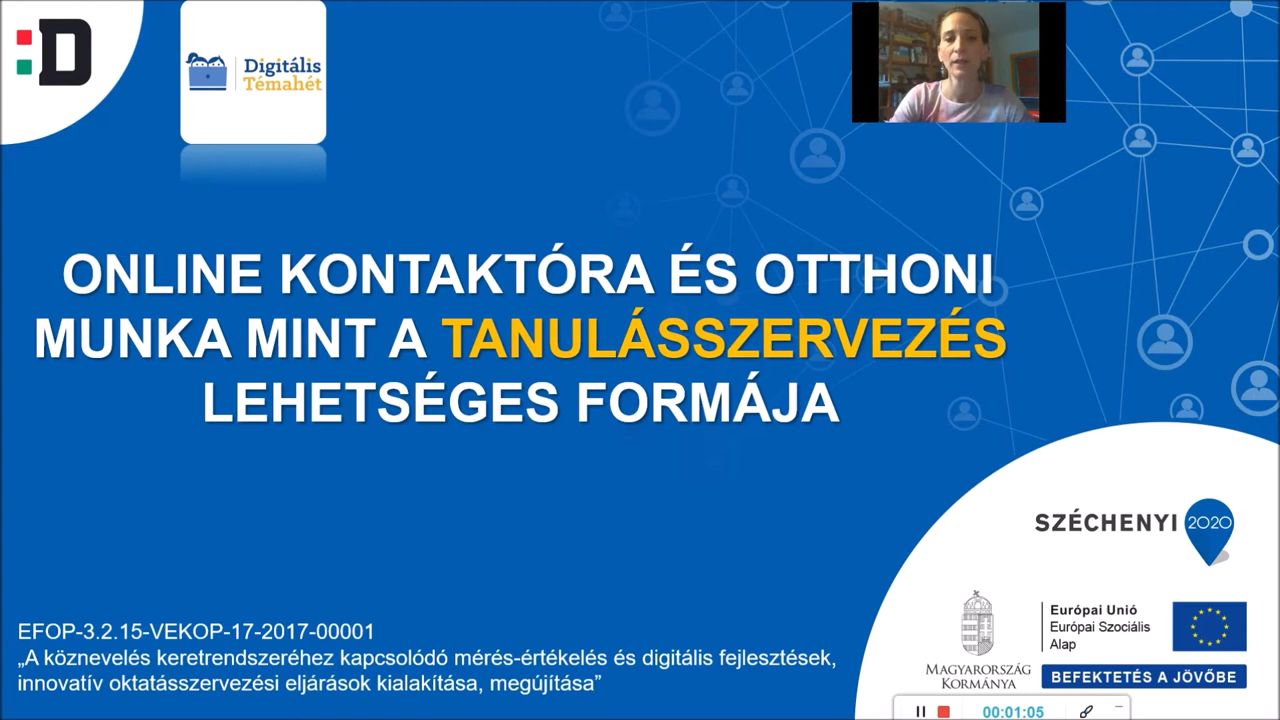 :D
Digitális
Témahét
ONLINE KONTAKTÓRA ÉS OTTHONI
MUNKA MINT A TANULÁSSZERVEZÉS
LEHETSÉGES FORMÁJA
SZÉCHENYI 2020
EFOP-3.2.15-VEKOP-17-2017-00001
„A köznevelés keretrendszeréhez kapcsolódó mérés-értékelés és digitális fejlesztések,
innovatív oktatásszervezési eljárások kialakítása, megújítása”
MAGYARORSZÁG
KORMÁNYA
Európai Unió
Európai Szociális
Alap
BEFEKTETÉS A JÖVŐBE
00:01:05